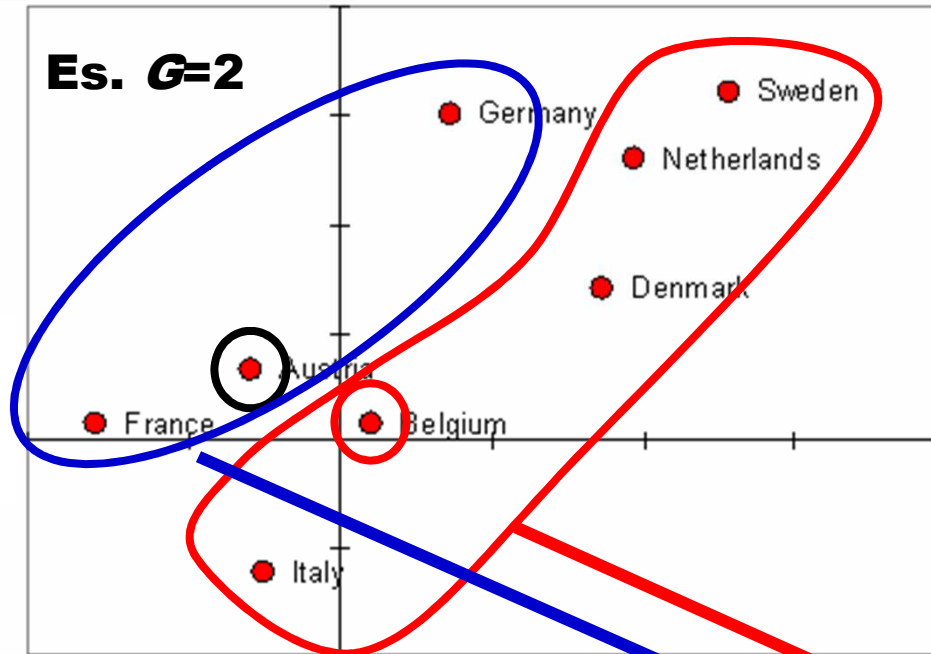 Es. G=2
Sweden
Germany
Netherlands
Denmark
Austria
France
Belgium
Italy